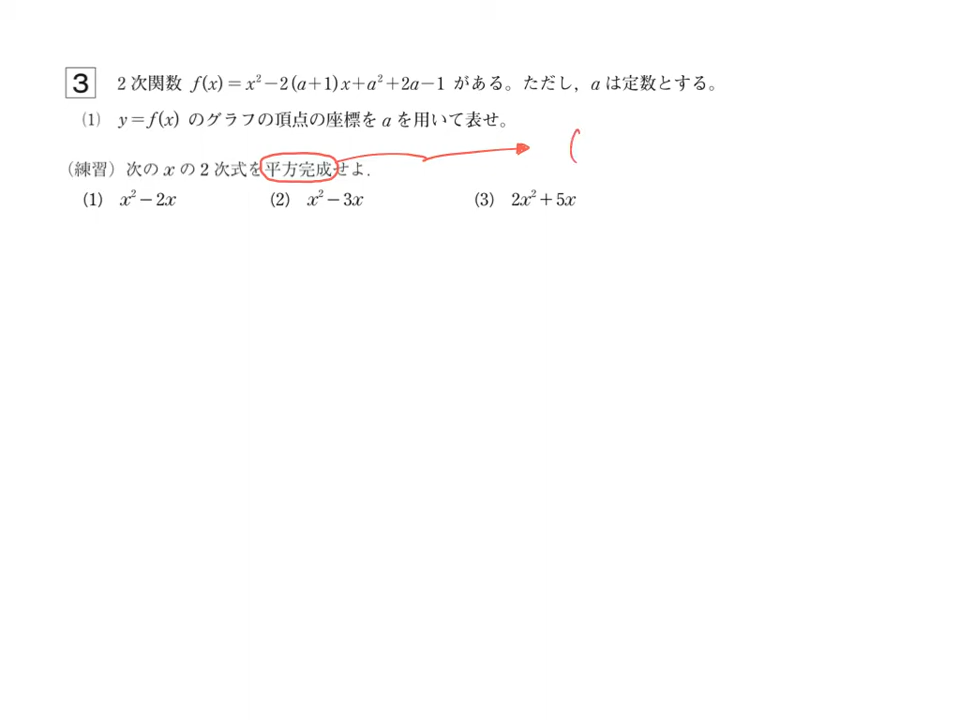 3 2次関数 f(x)=x²−2(a+1)x+a²+2a−1 がある。ただし，a は定数とする。
(1) y=f(x) のグラフの頂点の座標を a を用いて表せ。
(
(練習) 次の x の 2 次式を平方完成せよ.
(1) x²−2x (2) x²−3x (3) 2x²+5x